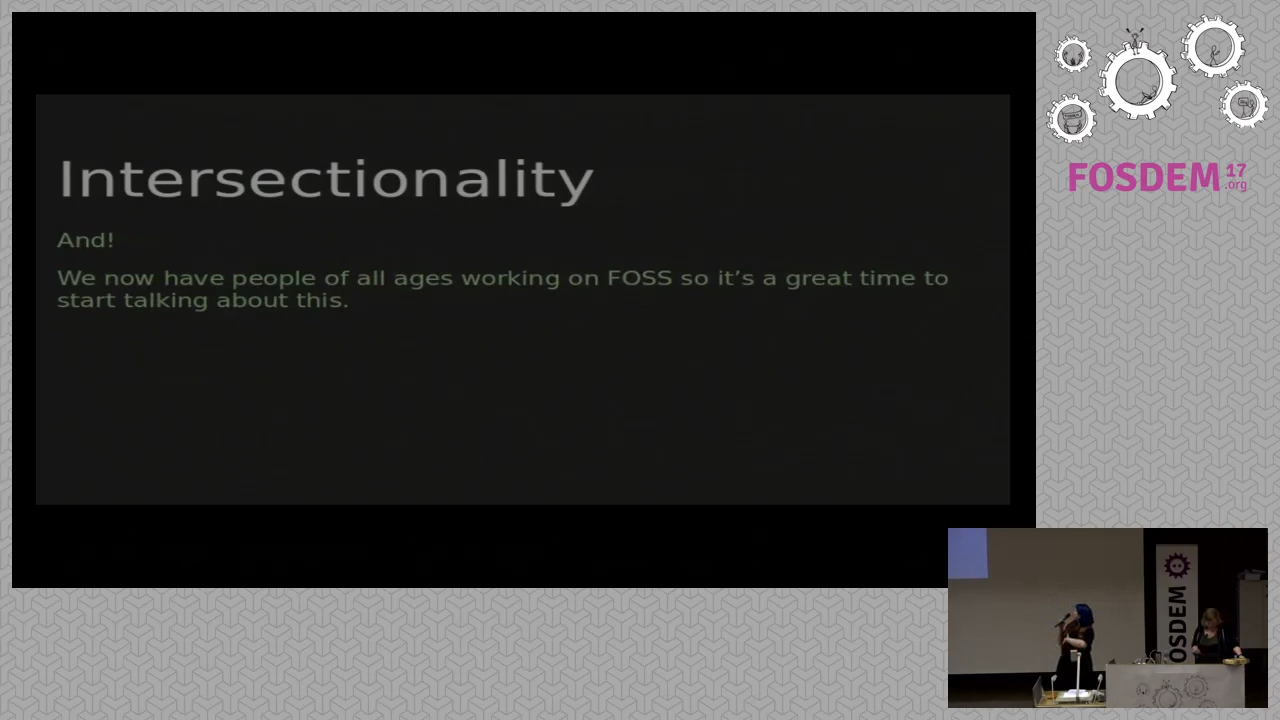 Intersectionality
And!
We now have people of all ages working on FOSS so it’s a great time to
start talking about this.
FOSDEM 17
.org
OSDEM